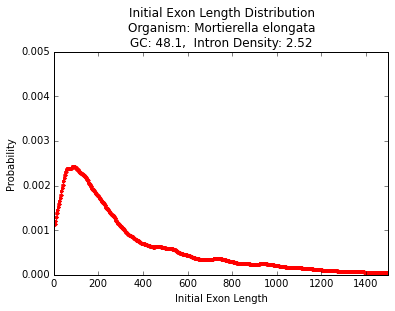 Initial Exon Length Distribution
Organism: Mortierella elongata
GC: 48.1,  Intron Density: 2.52
0.005
0.004
0.003
0.002
0.001
0.000
Probability
0 200 400 600 800 1000 1200 1400
Initial Exon Length